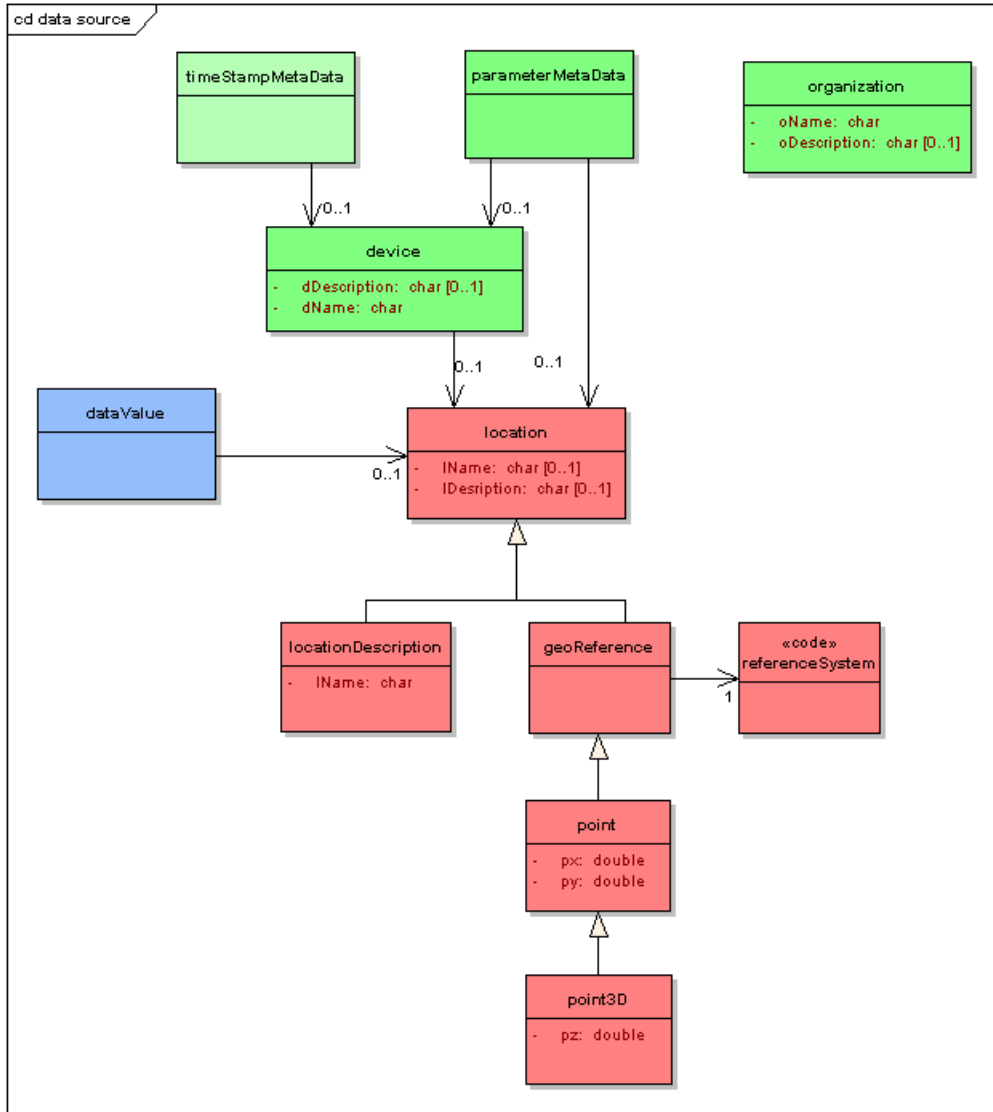 cd data source
timeStampMetaData
parameterMetaData
organization
- oName: char
- oDescription: char [0..1]
0..1
0..1
device
- dDescription: char [0..1]
- dName: char
0..1
0..1
dataValue
0..1
location
- lName: char [0..1]
- lDesription: char [0..1]
locationDescription
- lName: char
geoReference
«code»
referenceSystem
1
point
- px: double
- py: double
point3D
- pz: double